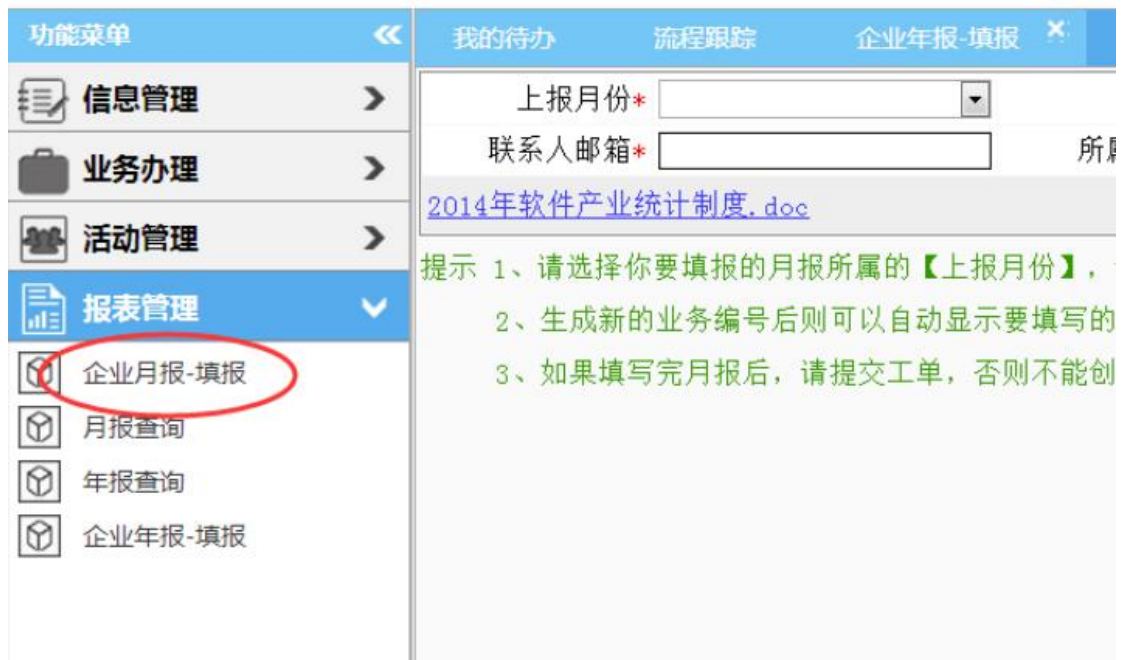 功能菜单
我的待办 流程跟踪 企业年报-填报
信息管理
业务办理
活动管理
报表管理
企业月报-填报
月报查询
年报查询
企业年报-填报
上报月份*
联系人邮箱* 所属
2014年软件产业统计制度.doc
提示 1、请选择你要填报的月报所属的【上报月份】,
2、生成新的业务编号后则可以自动显示要填写的
3、如果填写完月报后,请提交工单,否则不能创